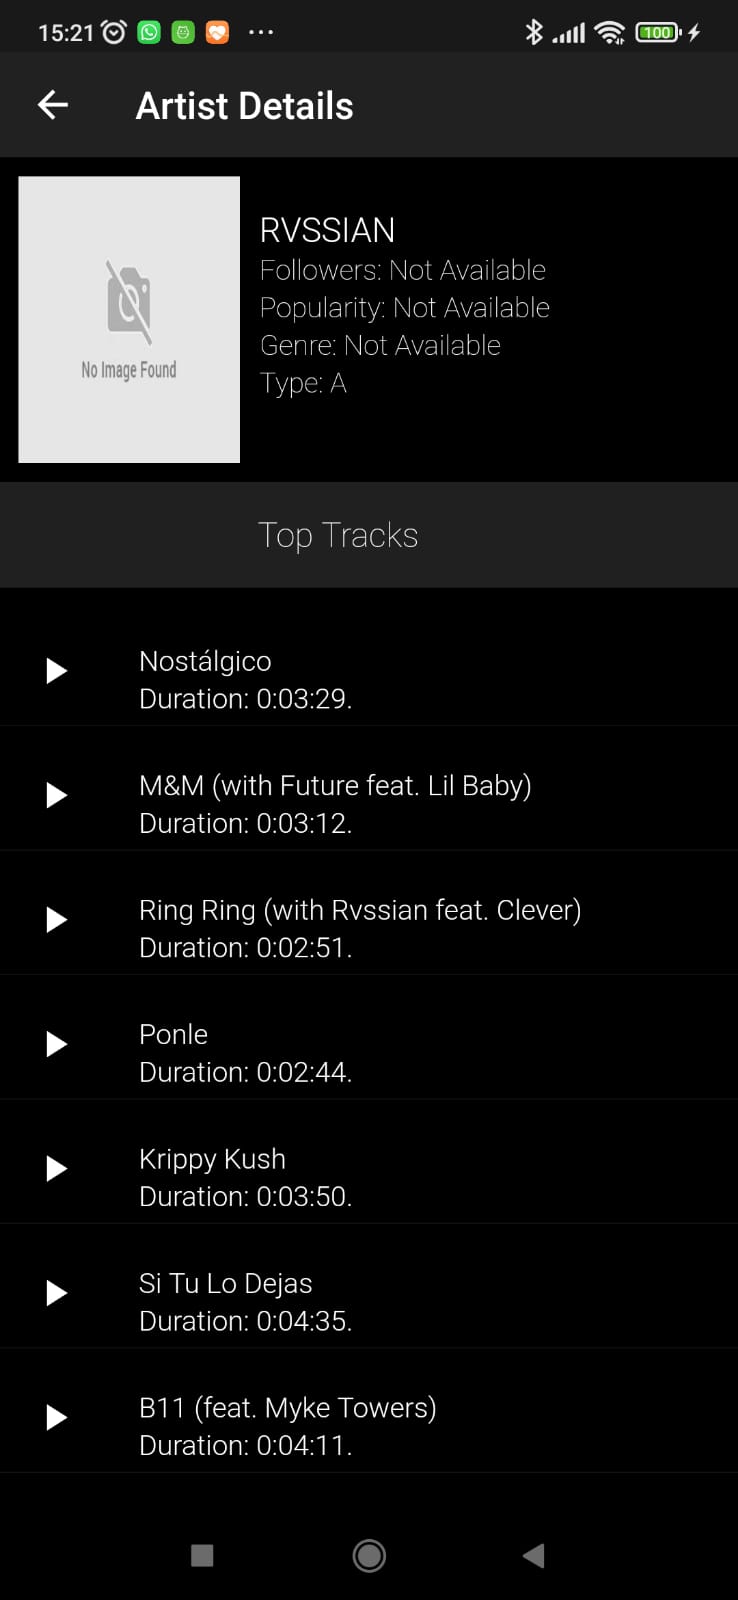 15:21 ... 100
Artist Details
No Image Found
RVSSIAN
Followers: Not Available
Popularity: Not Available
Genre: Not Available
Type: A
Top Tracks
Nostálgico
Duration: 0:03:29.
M&M (with Future feat. Lil Baby)
Duration: 0:03:12.
Ring Ring (with Rvssian feat. Clever)
Duration: 0:02:51.
Ponle
Duration: 0:02:44.
Krippy Kush
Duration: 0:03:50.
Si Tu Lo Dejas
Duration: 0:04:35.
B11 (feat. Myke Towers)
Duration: 0:04:11.